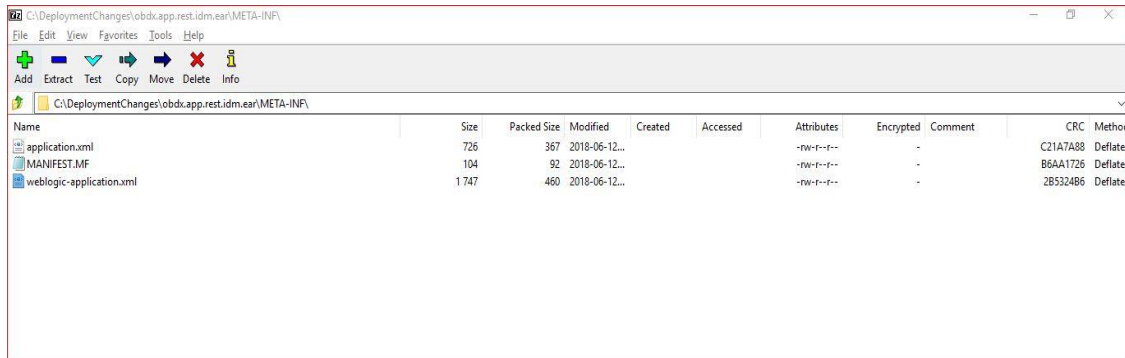 7z C:\DeploymentChanges\obdx.app.rest.idm.ear\META-INF\
File Edit View Favorites Tools Help
Add Extract Test Copy Move Delete Info
C:\DeploymentChanges\obdx.app.rest.idm.ear\META-INF\
Name Size Packed Size Modified Created Accessed Attributes Encrypted Comment CRC Metho
application.xml 726 367 2018-06-12... -rw-r--r-- - C21A7A88 Deflate
MANIFEST.MF 104 92 2018-06-12... -rw-r--r-- - B6AA1726 Deflate
weblogic-application.xml 1 747 460 2018-06-12... -rw-r--r-- - 2B5324B6 Deflate